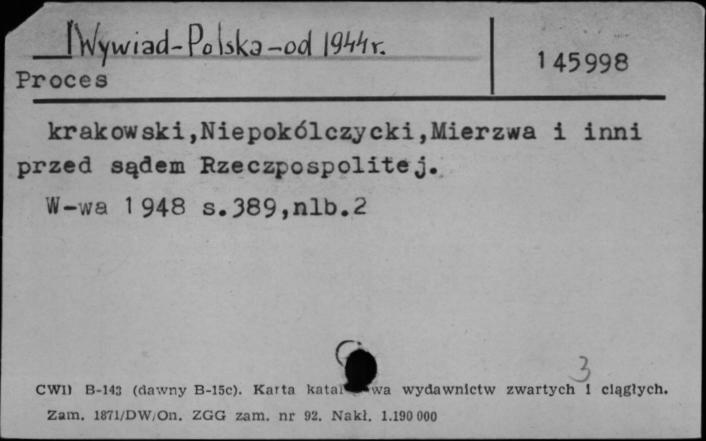 Wywiad-Polska-od 1944r.
145998
Proces
krakowski,Niepokólczycki,Mierzwa i inni
przed sądem Rzeczpospolitej.
W-wa 1948 s.389,nlb.2
3
CWD B-143 (dawny B-15c). Karta katal wa wydawnictw zwartych i ciągłych.
Zam. 1871/DW/On. ZGG zam. nr 92. Nakł. 1.190 000